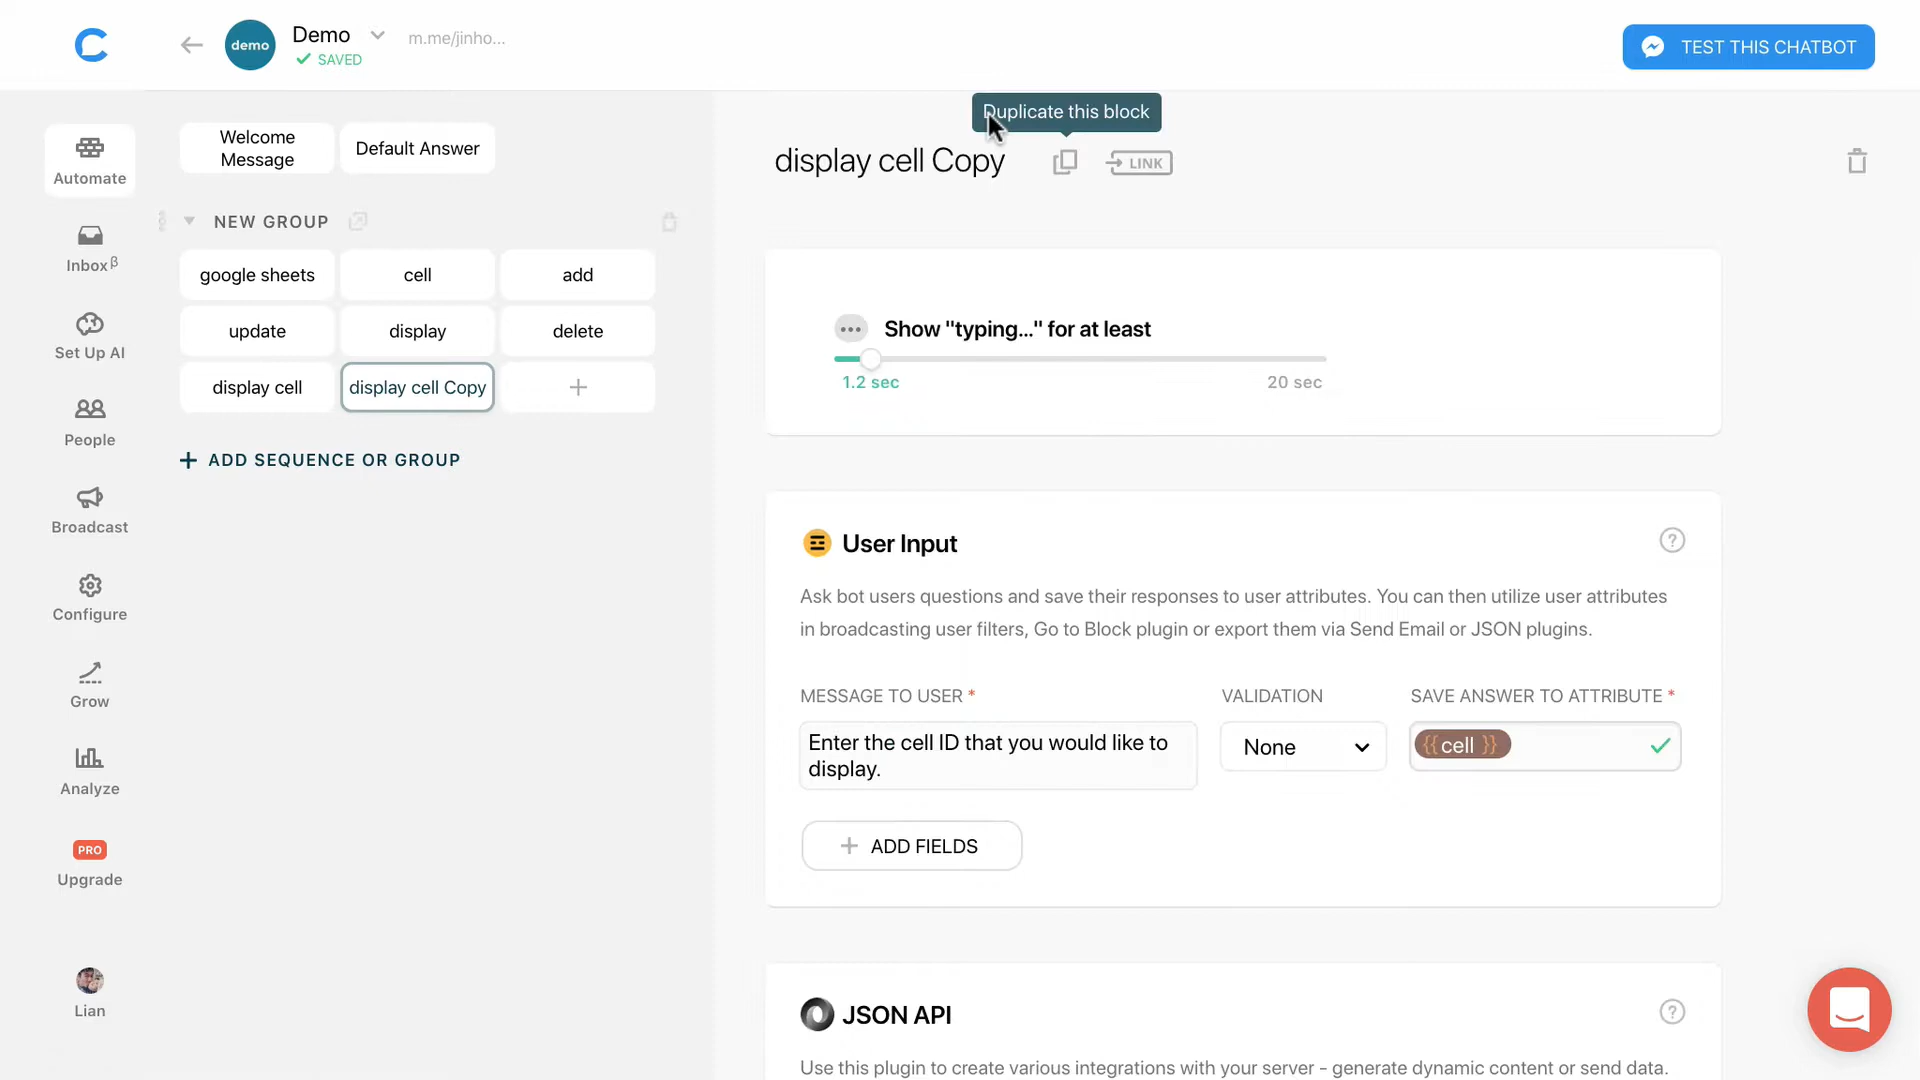 demo
Demo
m.me/jinho...
SAVED
TEST THIS CHATBOT
Duplicate this block
Automate
Inbox β
Set Up AI
People
Broadcast
Configure
Grow
Analyze
PRO
Upgrade
Lian
Welcome
Message
Default Answer
NEW GROUP
google sheets
cell
add
update
display
delete
display cell
display cell Copy
+
+ ADD SEQUENCE OR GROUP
display cell Copy
LINK
Show "typing..." for at least
1.2 sec
20 sec
User Input
?
Ask bot users questions and save their responses to user attributes. You can then utilize user attributes
in broadcasting user filters, Go to Block plugin or export them via Send Email or JSON plugins.
MESSAGE TO USER *
VALIDATION
SAVE ANSWER TO ATTRIBUTE *
Enter the cell ID that you would like to
display.
None
{{ cell }}
+ ADD FIELDS
JSON API
?
Use this plugin to create various integrations with your server - generate dynamic content or send data.